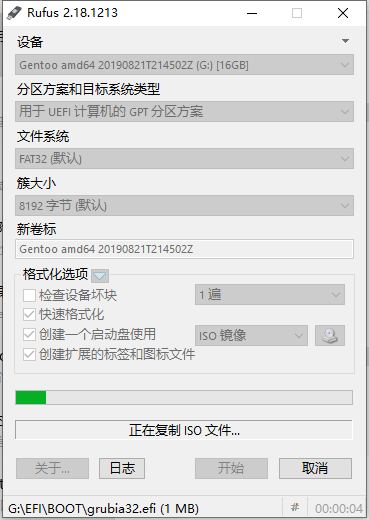 Rufus 2.18.1213
设备
Gentoo amd64 20190821T214502Z (G:) [16GB]
分区方案和目标系统类型
用于 UEFI 计算机的 GPT 分区方案
文件系统
FAT32 (默认)
簇大小
8192 字节 (默认)
新卷标
Gentoo amd64 20190821T214502Z
格式化选项
检查设备坏块 1 遍
快速格式化
创建一个启动盘使用 ISO 镜像
创建扩展的标签和图标文件
正在复制 ISO 文件...
关于... 日志 开始 取消
G:\EFI\BOOT\grubia32.efi (1 MB) # 00:00:04